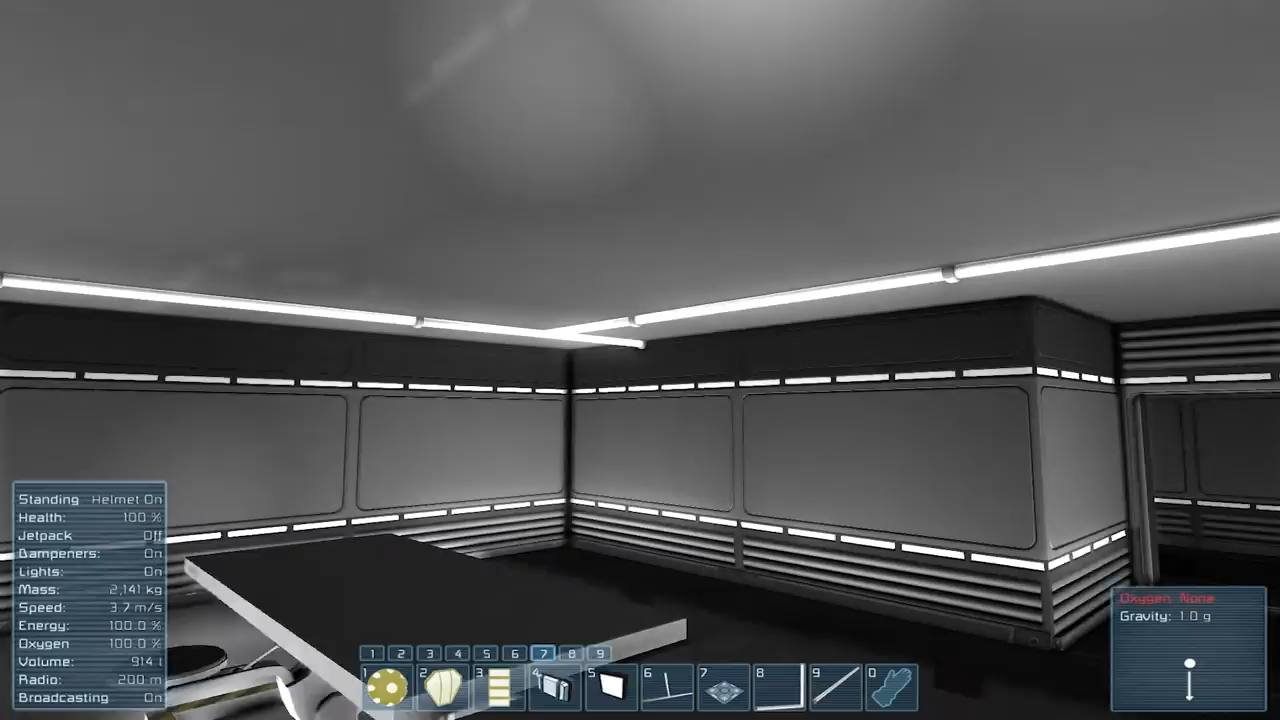 Standing Helmet On
Health: 100 %
Jetpack Off
Dampeners: On
Lights: On
Mass: 2,141 kg
Speed: 3.7 m/s
Energy: 100.0 %
Oxygen 100.0 %
Volume: 914 l
Radio: 200 m
Broadcasting On
1 2 3 4 5 6 7 8 9
1 2 3 4 5 6 7 8 9 0
Oxygen: None
Gravity: 1.0 g